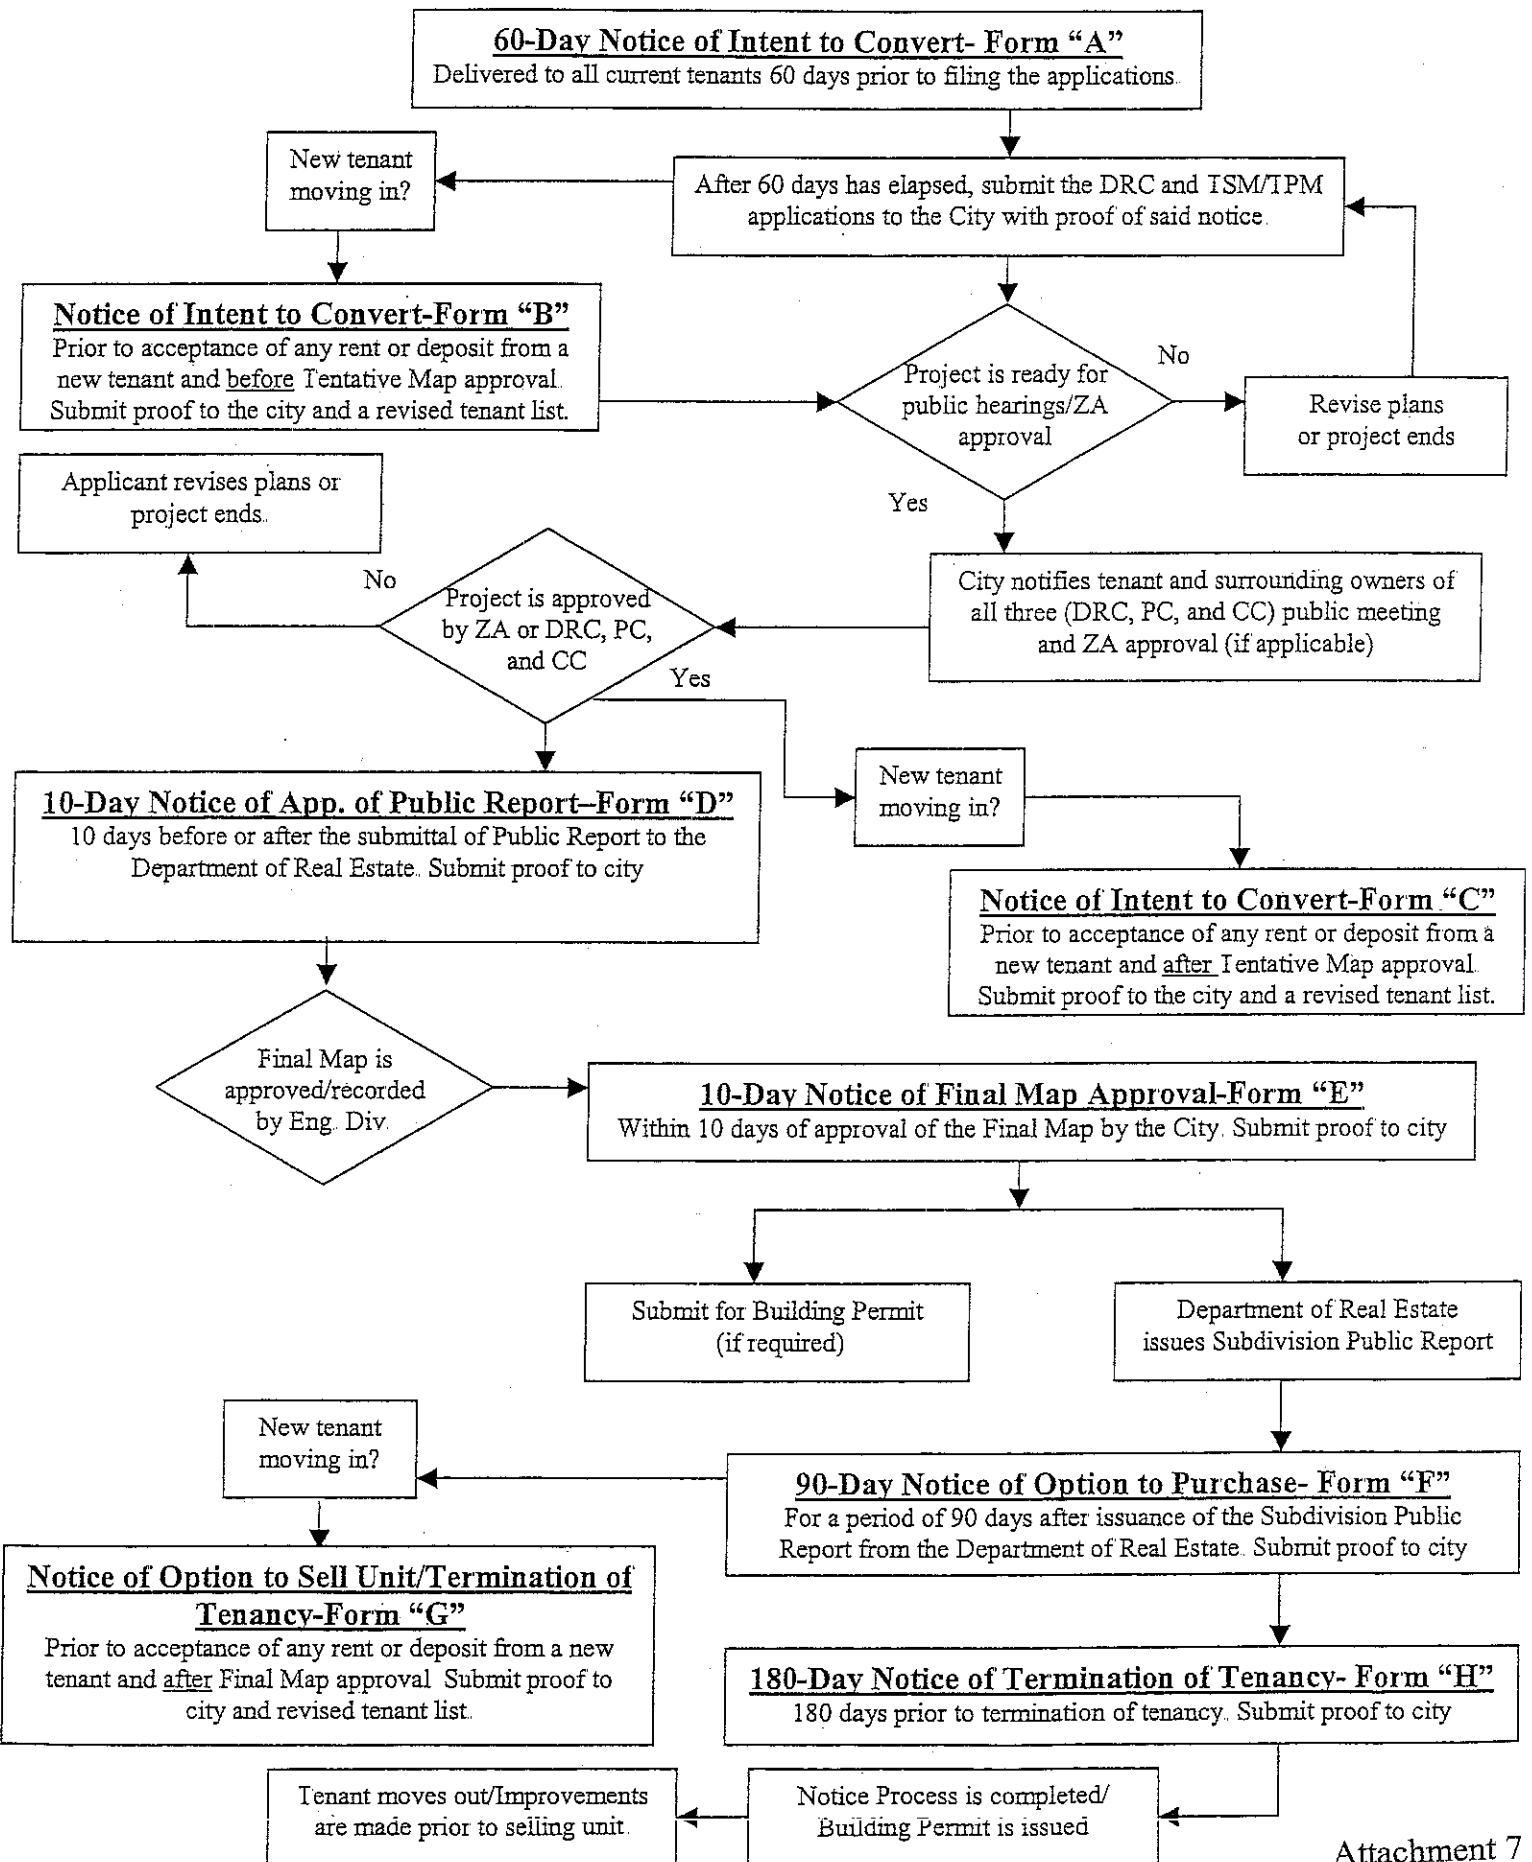 60-Day Notice of Intent to Convert- Form “A”
Delivered to all current tenants 60 days prior to filing the applications.
New tenant
moving in?
After 60 days has elapsed, submit the DRC and TSM/TPM
applications to the City with proof of said notice.
Notice of Intent to Convert-Form “B”
Prior to acceptance of any rent or deposit from a
new tenant and before Tentative Map approval.
Submit proof to the city and a revised tenant list.
Project is ready for
public hearings/ZA
approval
No
Revise plans
or project ends
Yes
Applicant revises plans or
project ends.
No
Project is approved
by ZA or DRC, PC,
and CC
Yes
City notifies tenant and surrounding owners of
all three (DRC, PC, and CC) public meeting
and ZA approval (if applicable)
10-Day Notice of App. of Public Report–Form “D”
10 days before or after the submittal of Public Report to the
Department of Real Estate. Submit proof to city
New tenant
moving in?
Notice of Intent to Convert-Form “C”
Prior to acceptance of any rent or deposit from a
new tenant and after Tentative Map approval.
Submit proof to the city and a revised tenant list.
Final Map is
approved/recorded
by Eng. Div.
10-Day Notice of Final Map Approval-Form “E”
Within 10 days of approval of the Final Map by the City. Submit proof to city
Submit for Building Permit
(if required)
Department of Real Estate
issues Subdivision Public Report
New tenant
moving in?
90-Day Notice of Option to Purchase- Form “F”
For a period of 90 days after issuance of the Subdivision Public
Report from the Department of Real Estate. Submit proof to city
Notice of Option to Sell Unit/Termination of
Tenancy-Form “G”
Prior to acceptance of any rent or deposit from a new
tenant and after Final Map approval Submit proof to
city and revised tenant list.
180-Day Notice of Termination of Tenancy- Form “H”
180 days prior to termination of tenancy. Submit proof to city
Tenant moves out/Improvements
are made prior to selling unit.
Notice Process is completed/
Building Permit is issued
Attachment 7